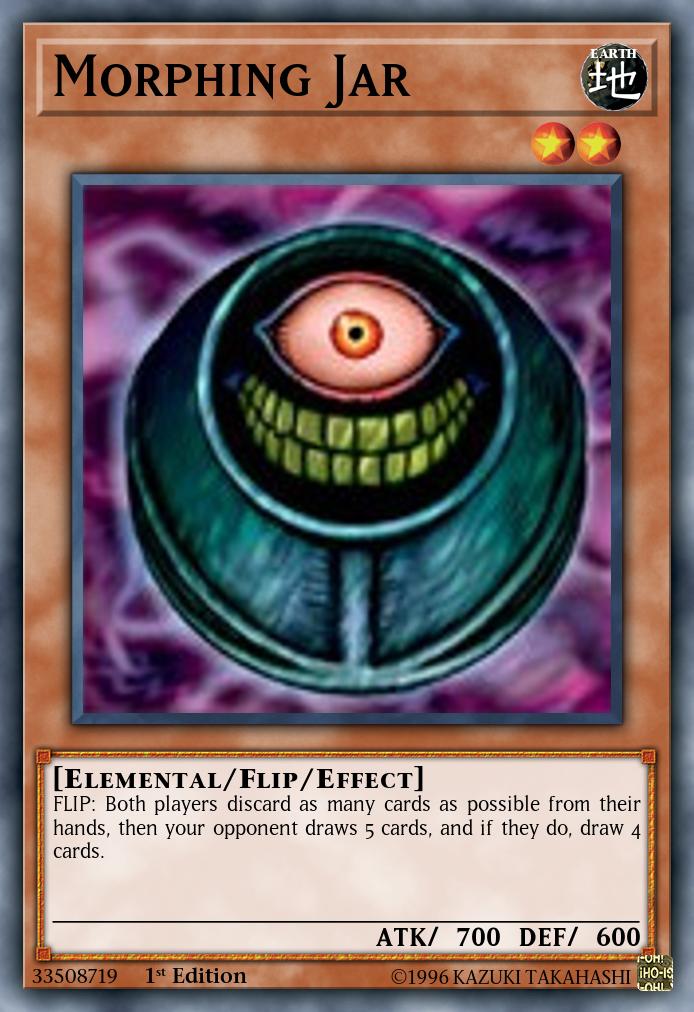 MORPHING JAR
EARTH
地
[ELEMENTAL/FLIP/EFFECT]
FLIP: Both players discard as many cards as possible from their
hands, then your opponent draws 5 cards, and if they do, draw 4
cards.
ATK/ 700 DEF/ 600
33508719 1st Edition ©1996 KAZUKI TAKAHASHI